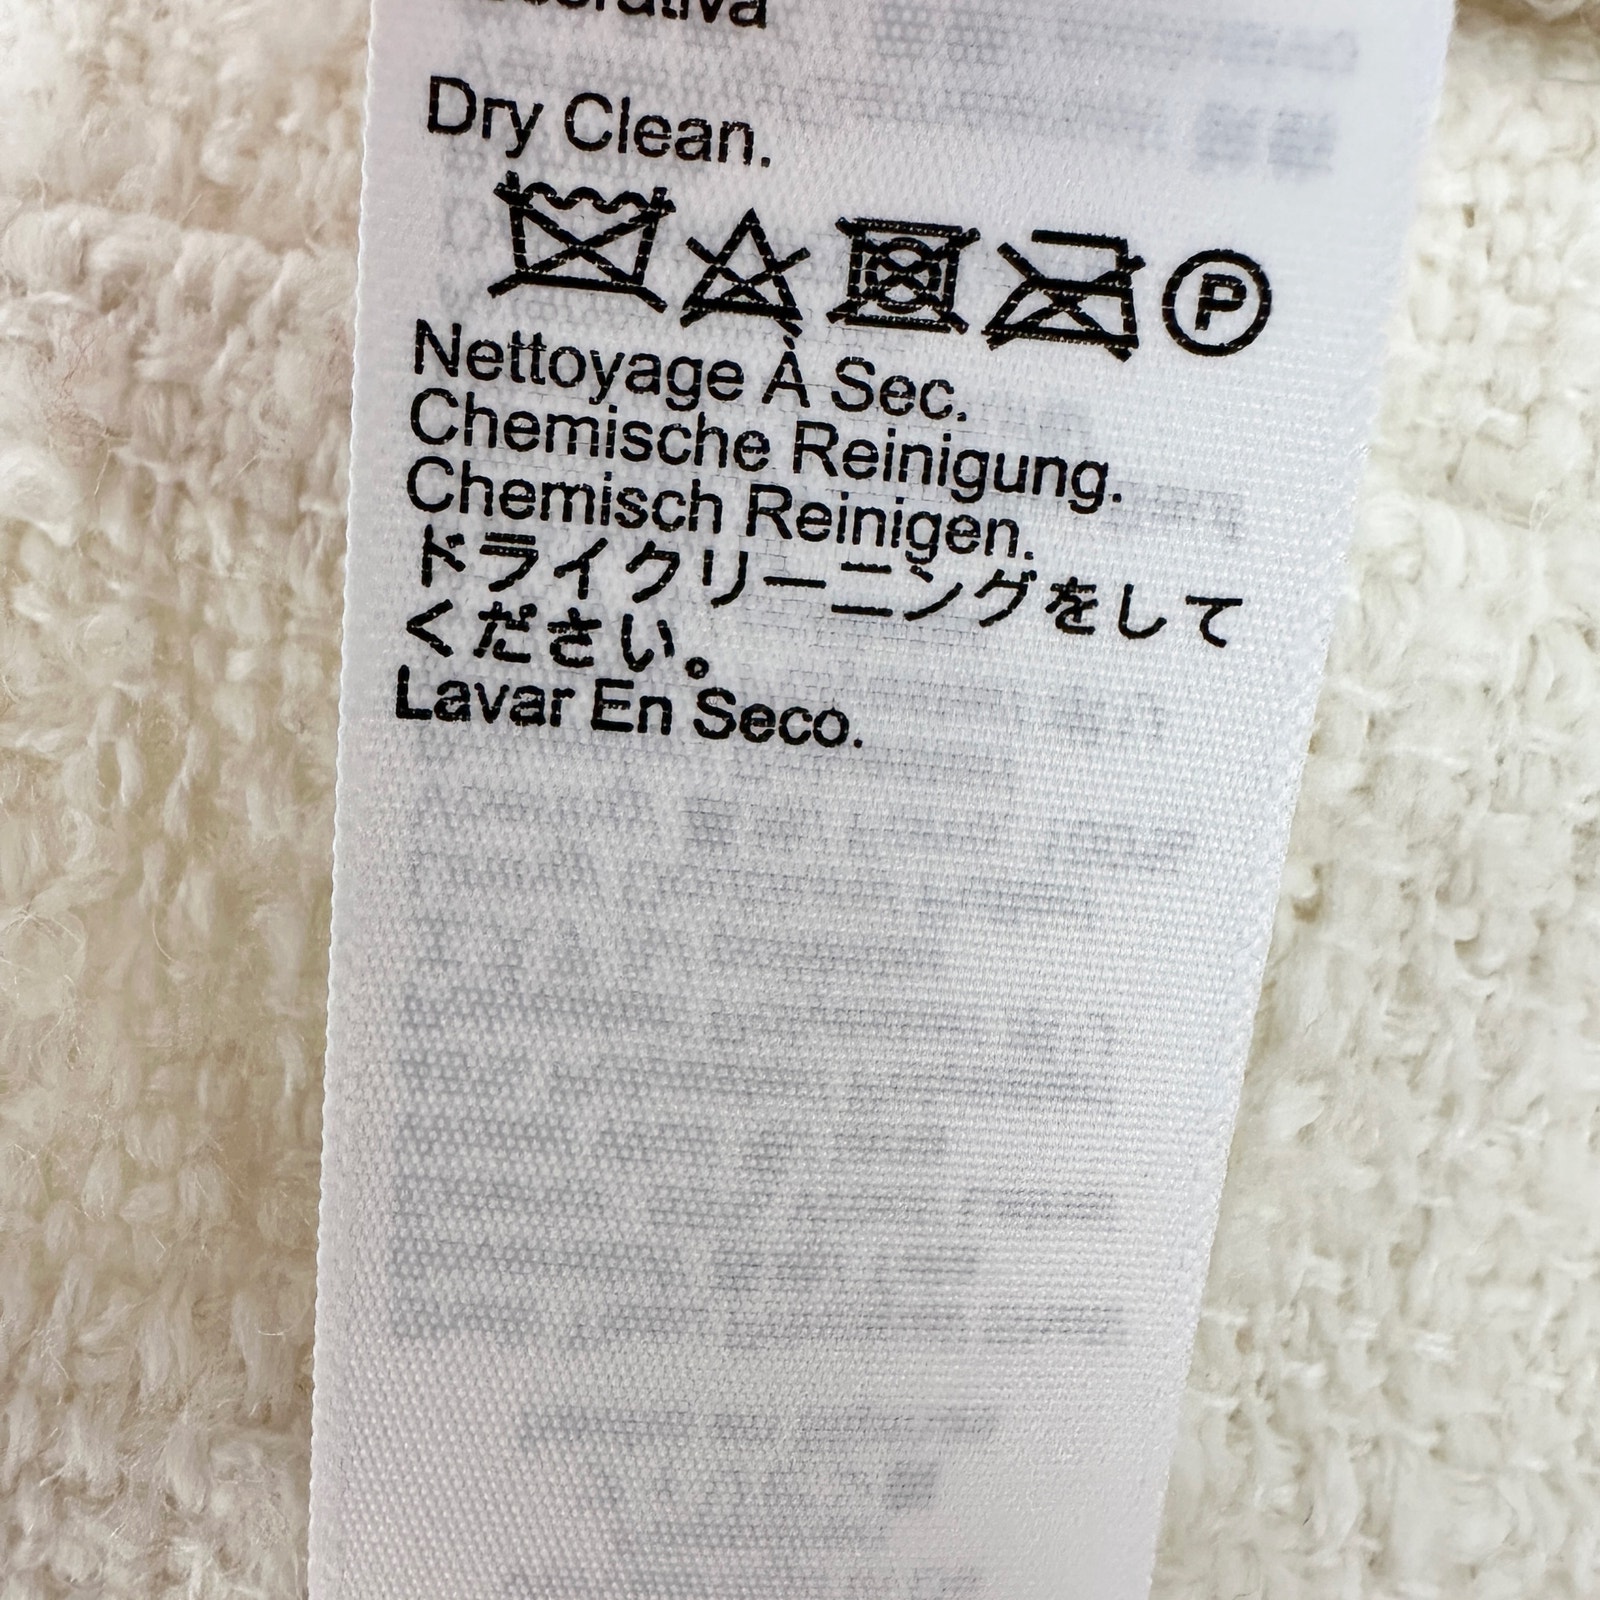 Dry Clean.
P
Nettoyage À Sec.
Chemische Reinigung.
Chemisch Reinigen.
ドライクリーニングをして
ください。
Lavar En Seco.